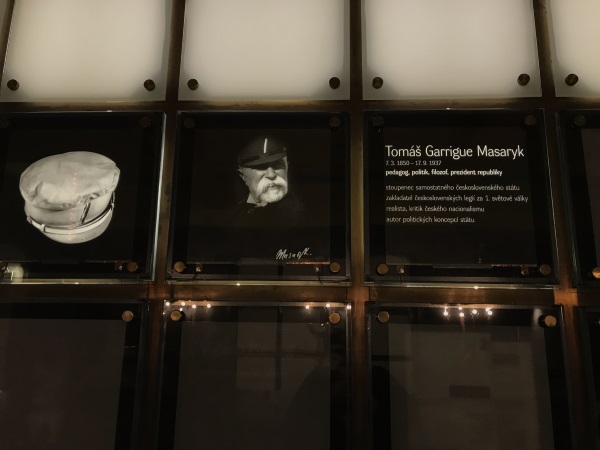 Masaryk.
Tomáš Garrigue Masaryk
7. 3. 1850 – 17. 9. 1937
pedagog, politik, filozof, prezident republiky
stoupenec samostatného československého státu
zakladatel československých legií za 1. světové války
realista, kritik českého nacionalismu
autor politických koncepcí státu